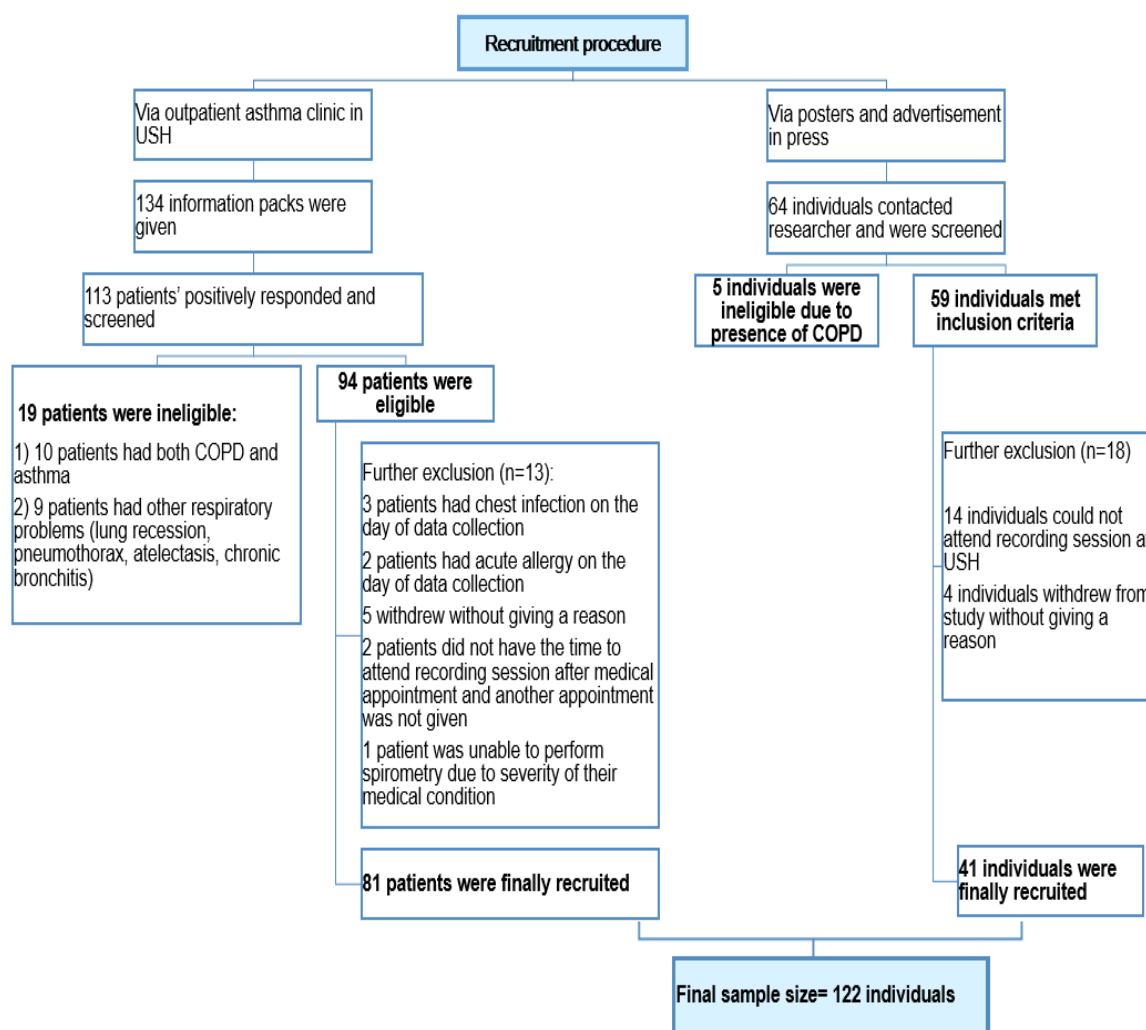 Recruitment procedure
Via outpatient asthma clinic in
USH
134 information packs were
given
113 patients’ positively responded and
screened
19 patients were ineligible:
1) 10 patients had both COPD and
asthma
2) 9 patients had other respiratory
problems (lung recession,
pneumothorax, atelectasis, chronic
bronchitis)
94 patients were
eligible
Further exclusion (n=13):
3 patients had chest infection on the
day of data collection
2 patients had acute allergy on the
day of data collection
5 withdrew without giving a reason
2 patients did not have the time to
attend recording session after medical
appointment and another appointment
was not given
1 patient was unable to perform
spirometry due to severity of their
medical condition
81 patients were finally recruited
Via posters and advertisement
in press
64 individuals contacted
researcher and were screened
5 individuals were
ineligible due to
presence of COPD
59 individuals met
inclusion criteria
Further exclusion (n=18)
14 individuals could not
attend recording session a
USH
4 individuals withdrew from
study without giving a
reason
41 individuals were
finally recruited
Final sample size= 122 individuals